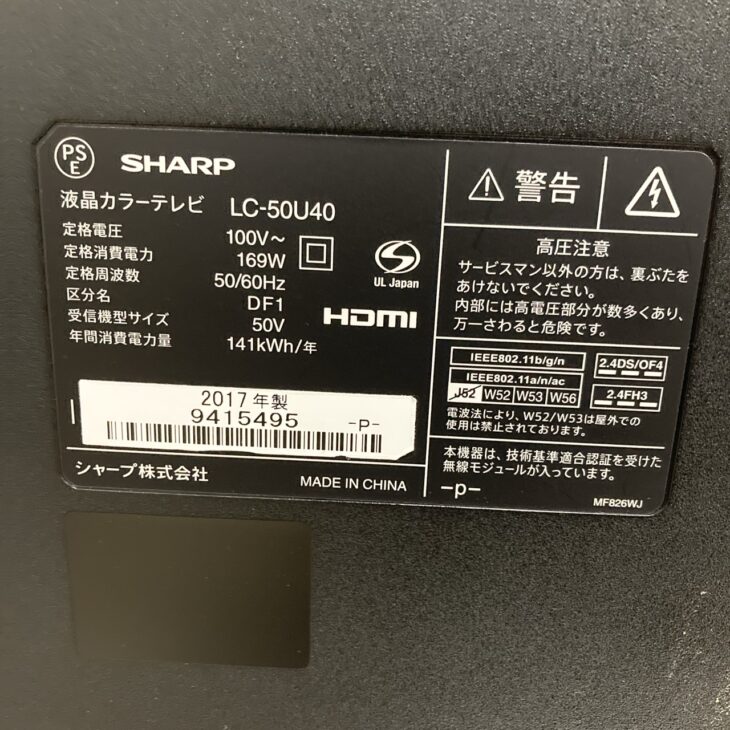 PS
E
SHARP
液晶カラーテレビ LC-50U40
定格電圧 100V～
定格消費電力 169W
定格周波数 50/60Hz
区分名 DF1
受信機型サイズ 50V
年間消費電力量 141kWh/年
UL Japan
HDMI
2017年製
9415495 -P-
シャープ株式会社
MADE IN CHINA
警告
高圧注意
サービスマン以外の方は、裏ぶたを
あけないでください。
内部には高電圧部分が数多くあり、
万一さわると危険です。
IEEE802.11b/g/n
IEEE802.11a/n/ac
J52 W52 W53 W56
2.4DS/OF4
2.4FH3
電波法により、W52/W53は屋外での
使用は禁止されております。
本機器は、技術基準適合認証を受けた
無線モジュールが入っています。
-p-
MF826WJ